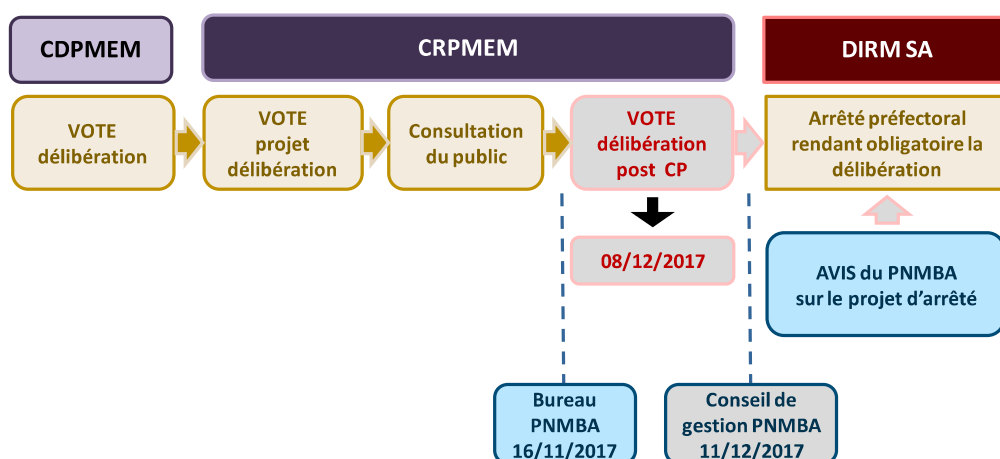 CDPMEM
CRPMEM
DIRM SA
VOTE
délibération
VOTE
projet
délibération
Consultation
du public
VOTE
délibération
post CP
Arrêté préfectoral
rendant obligatoire la
délibération
08/12/2017
AVIS du PNMBA
sur le projet d'arrêté
Bureau
PNMBA
16/11/2017
Conseil de
gestion PNMBA
11/12/2017